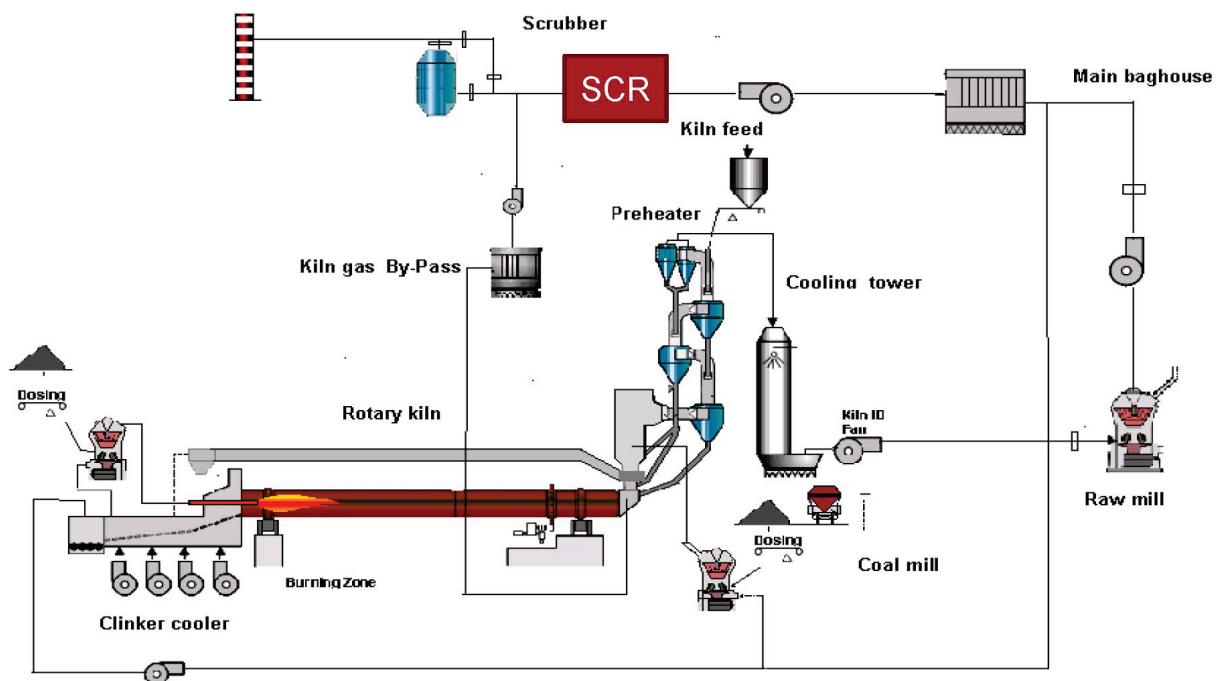 Scrubber
SCR
Main baghouse
Kiln feed
Preheater
Kiln gas By-Pass
Cooling tower
Dosing
Rotary kiln
Kiln ID
Fan
Raw mill
Dosing
Coal mill
Burning Zone
Clinker cooler